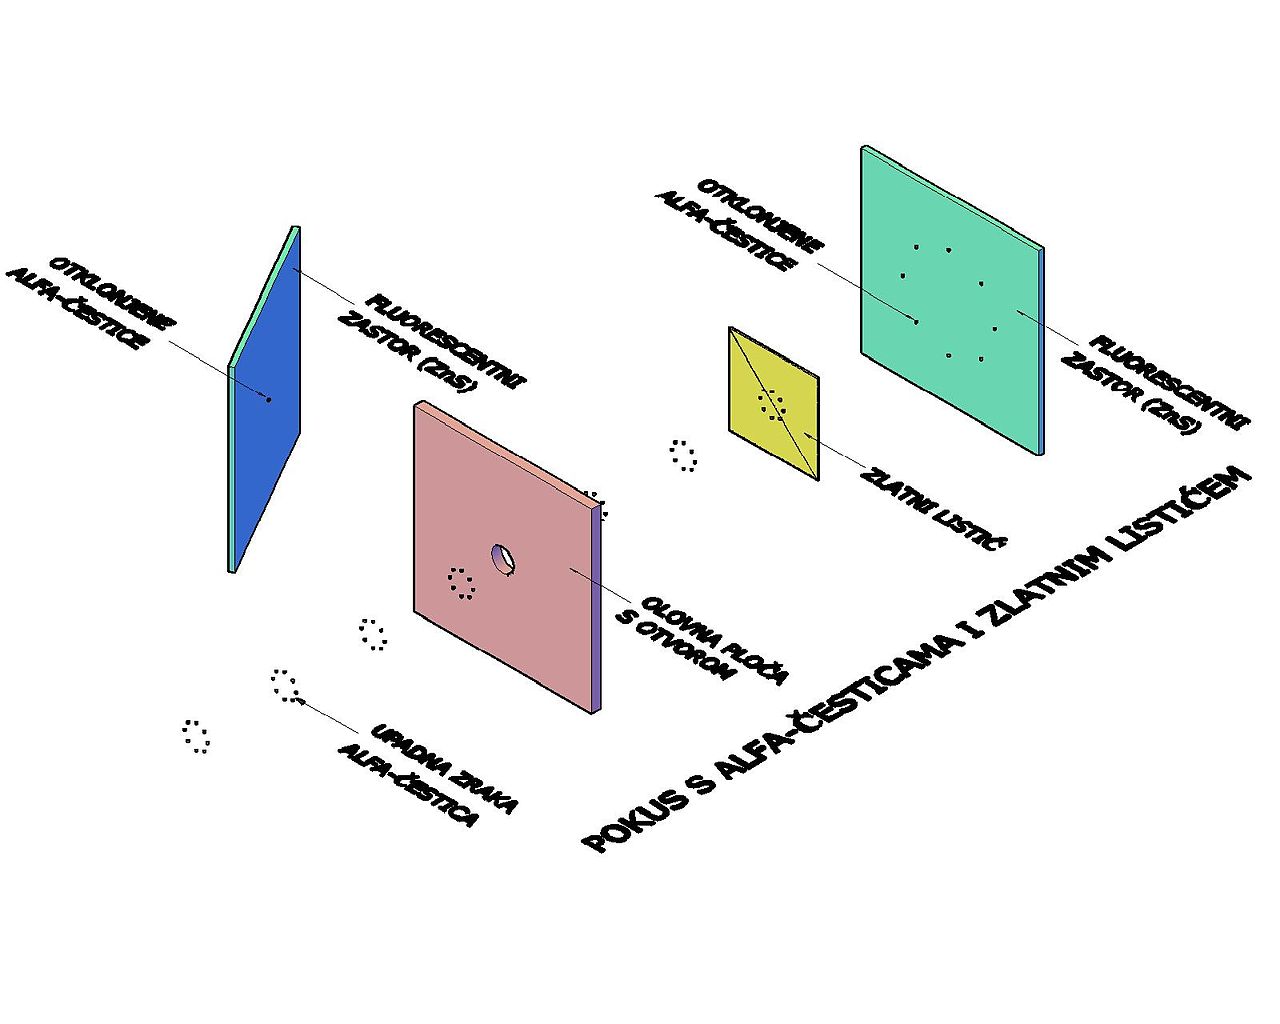 OTKLONJENE
ALFA-ČESTICE
FLUORESCENTNI
ZASTOR (ZnS)
OTKLONJENE
ALFA-ČESTICE
FLUORESCENTNI
ZASTOR (ZnS)
ZLATNI LISTIĆ
OLOVNA PLOČA
S OTVOROM
UPADNA ZRAKA
ALFA-ČESTICA
POKUS S ALFA-ČESTICAMA I ZLATNIM LISTIĆEM